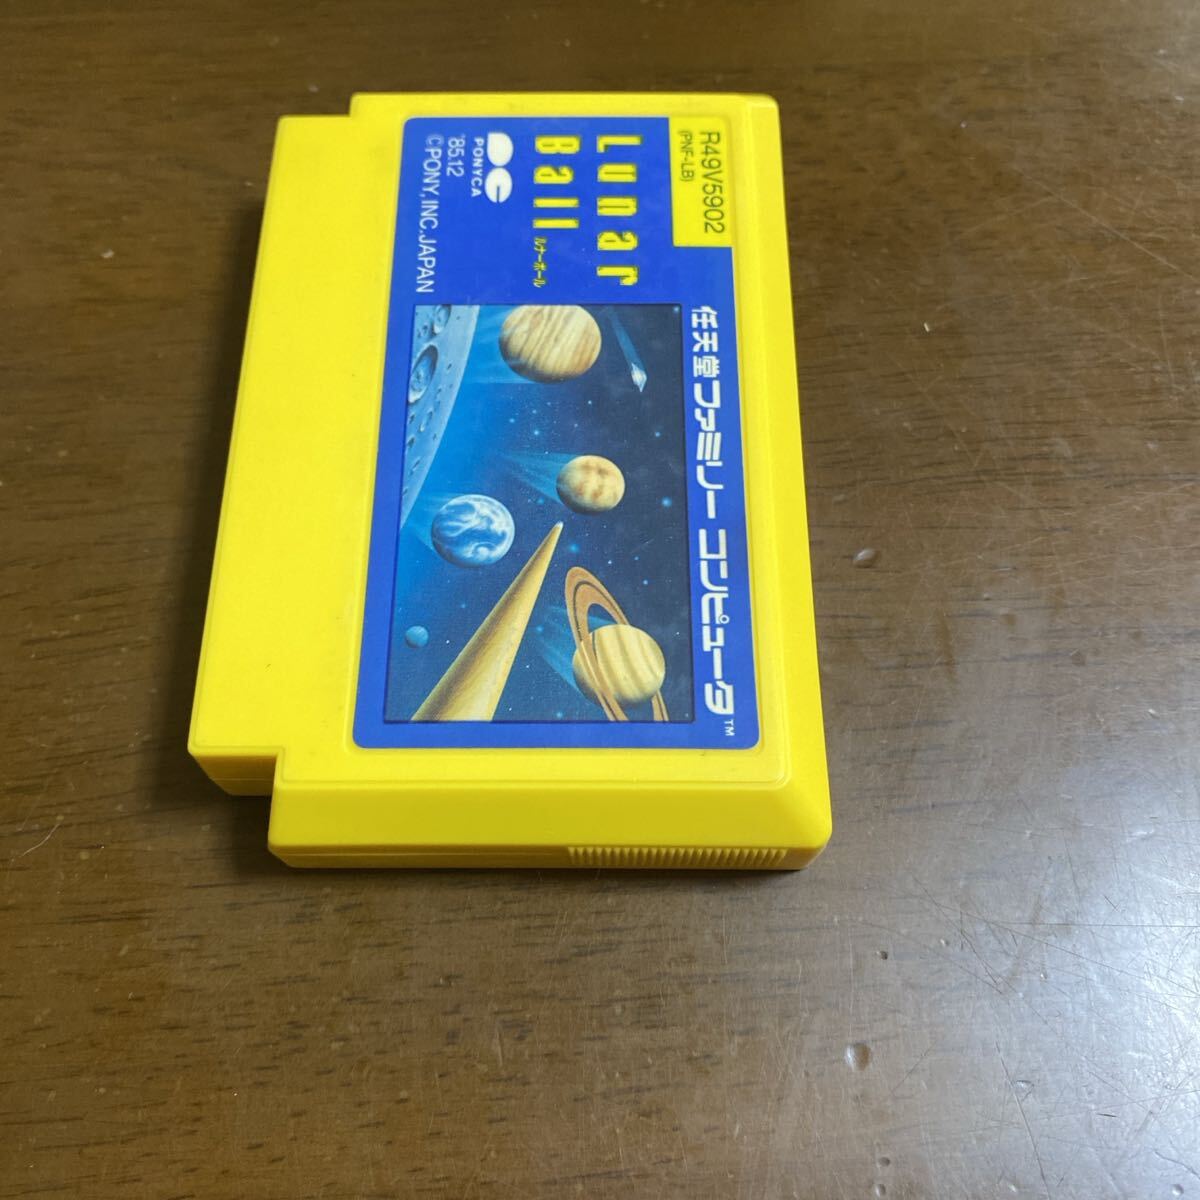 R49V5902
(PNF-LB)
Lunar
Ball
ルナーボール
PONYCA
'85.12
©PONY, INC. JAPAN
任天堂ファミリー コンピュータ™